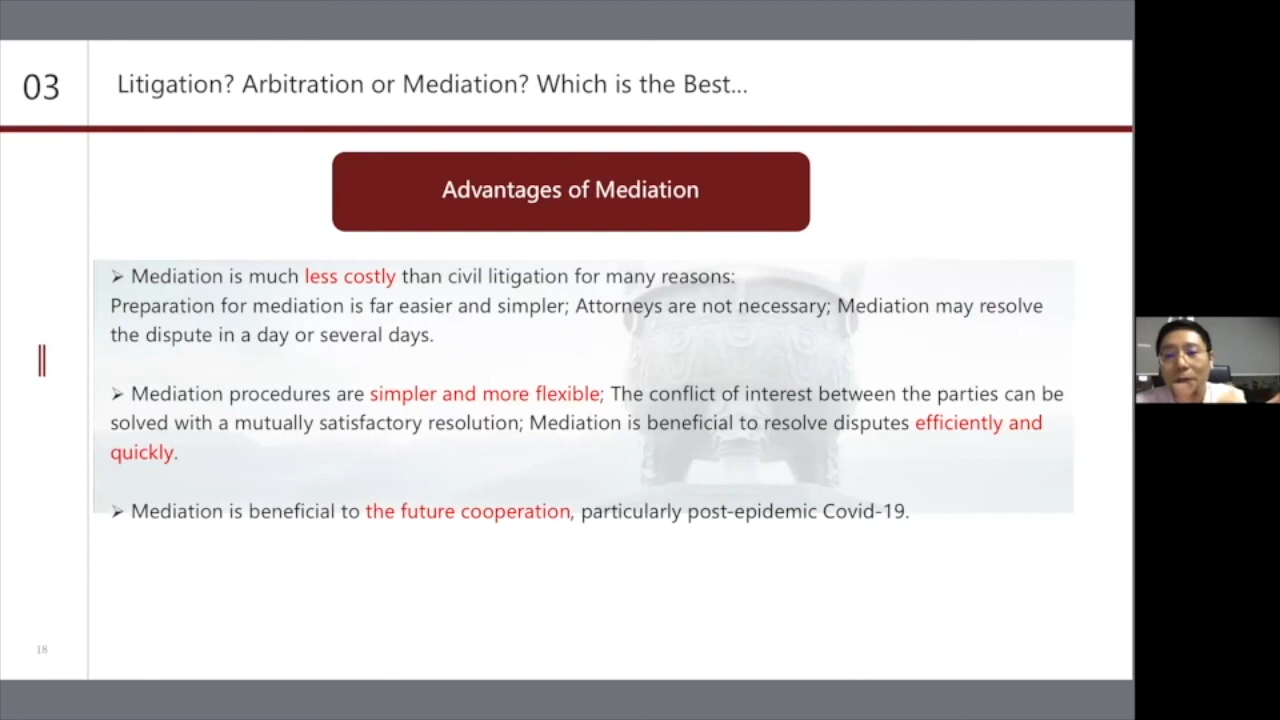 03
Litigation? Arbitration or Mediation? Which is the Best...
Advantages of Mediation
➢ Mediation is much less costly than civil litigation for many reasons:
Preparation for mediation is far easier and simpler; Attorneys are not necessary; Mediation may resolve
the dispute in a day or several days.
➢ Mediation procedures are simpler and more flexible; The conflict of interest between the parties can be
solved with a mutually satisfactory resolution; Mediation is beneficial to resolve disputes efficiently and
quickly.
➢ Mediation is beneficial to the future cooperation, particularly post-epidemic Covid-19.
18